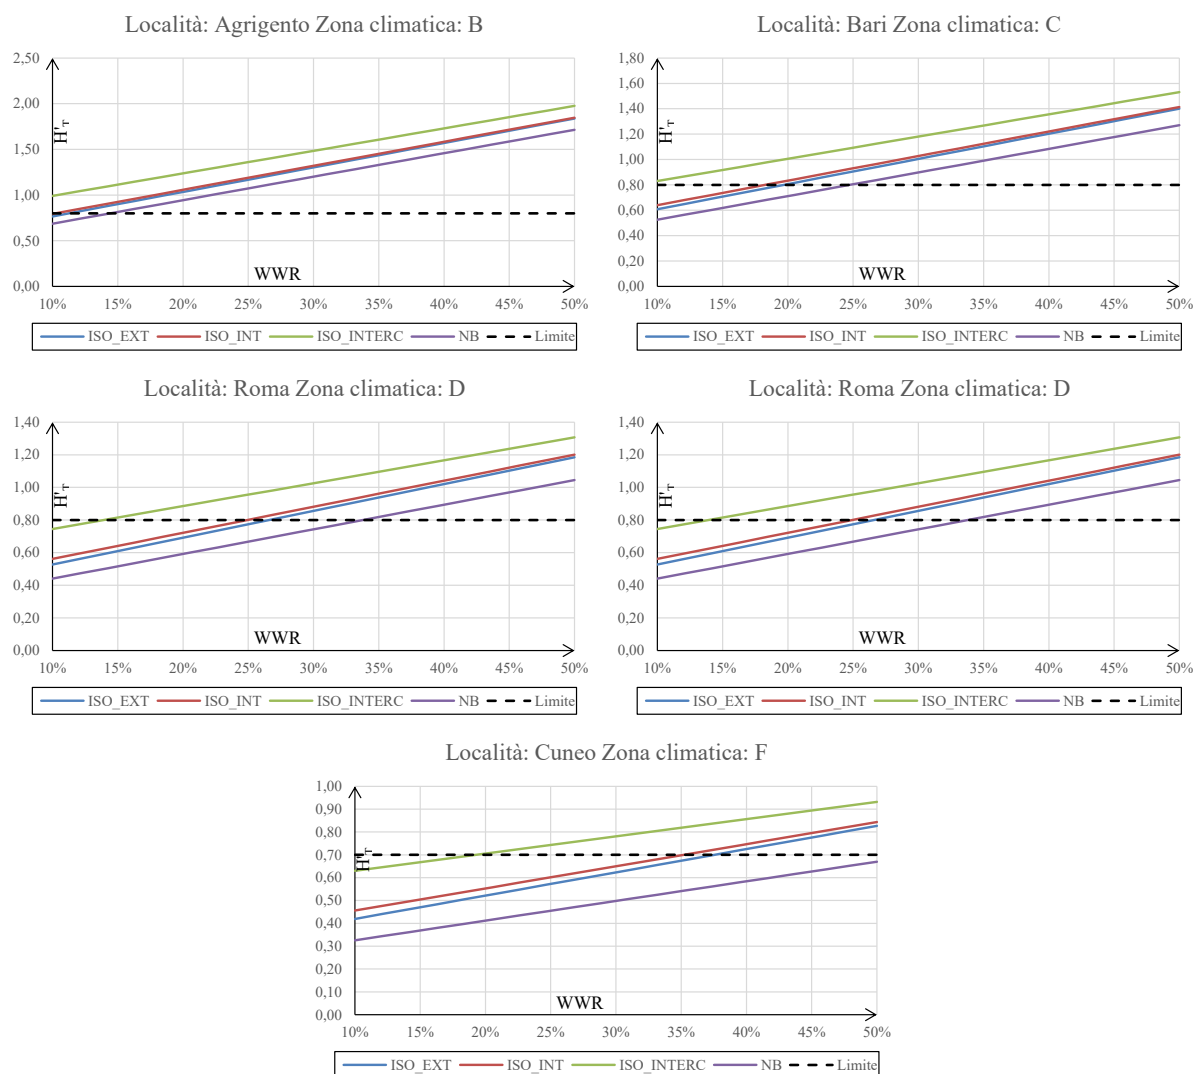 Località: Agrigento Zona climatica: B
2,50
2,00
1,50
1,00
0,50
0,00
H'T
WWR
10% 15% 20% 25% 30% 35% 40% 45% 50%
ISO_EXT ISO_INT ISO_INTERC NB Limite
Località: Bari Zona climatica: C
1,80
1,60
1,40
1,20
1,00
0,80
0,60
0,40
0,20
0,00
H'T
WWR
10% 15% 20% 25% 30% 35% 40% 45% 50%
ISO_EXT ISO_INT ISO_INTERC NB Limite
Località: Roma Zona climatica: D
1,40
1,20
1,00
0,80
0,60
0,40
0,20
0,00
H'T
WWR
10% 15% 20% 25% 30% 35% 40% 45% 50%
ISO_EXT ISO_INT ISO_INTERC NB Limite
Località: Roma Zona climatica: D
1,40
1,20
1,00
0,80
0,60
0,40
0,20
0,00
H'T
WWR
10% 15% 20% 25% 30% 35% 40% 45% 50%
ISO_EXT ISO_INT ISO_INTERC NB Limite
Località: Cuneo Zona climatica: F
1,00
0,90
0,80
0,70
0,60
0,50
0,40
0,30
0,20
0,10
0,00
H'T
WWR
10% 15% 20% 25% 30% 35% 40% 45% 50%
ISO_EXT ISO_INT ISO_INTERC NB Limite